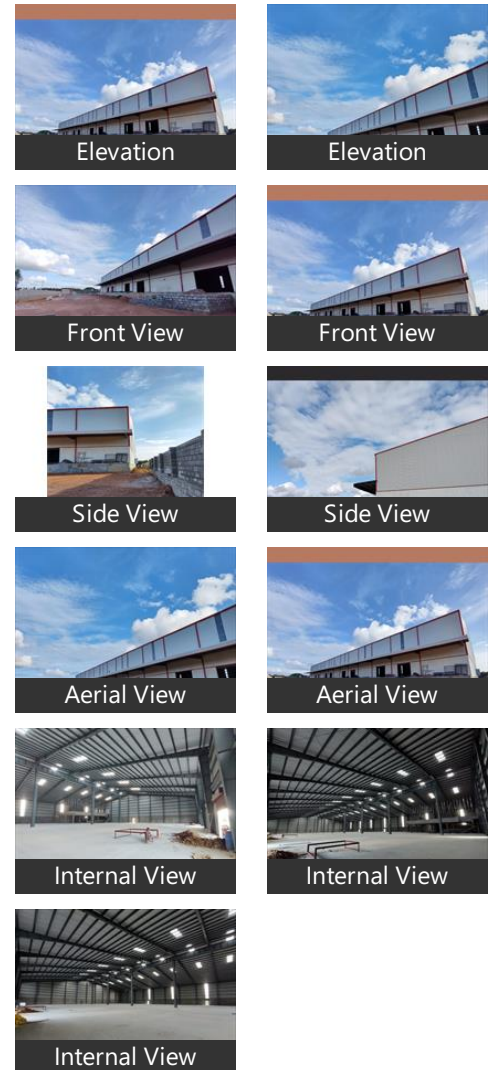 Elevation
Elevation
Front View
Front View
Side View
Side View
Aerial View
Aerial View
Internal View
Internal View
Internal View